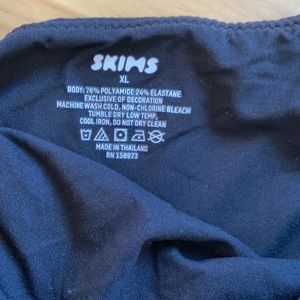 SKIMS
XL
BODY: 76% POLYAMIDE 24% ELASTANE
EXCLUSIVE OF DECORATION
MACHINE WASH COLD, NON-CHLORINE BLEACH
TUMBLE DRY LOW TEMP,
COOL IRON, DO NOT DRY CLEAN
MADE IN THAILAND
RN 158973